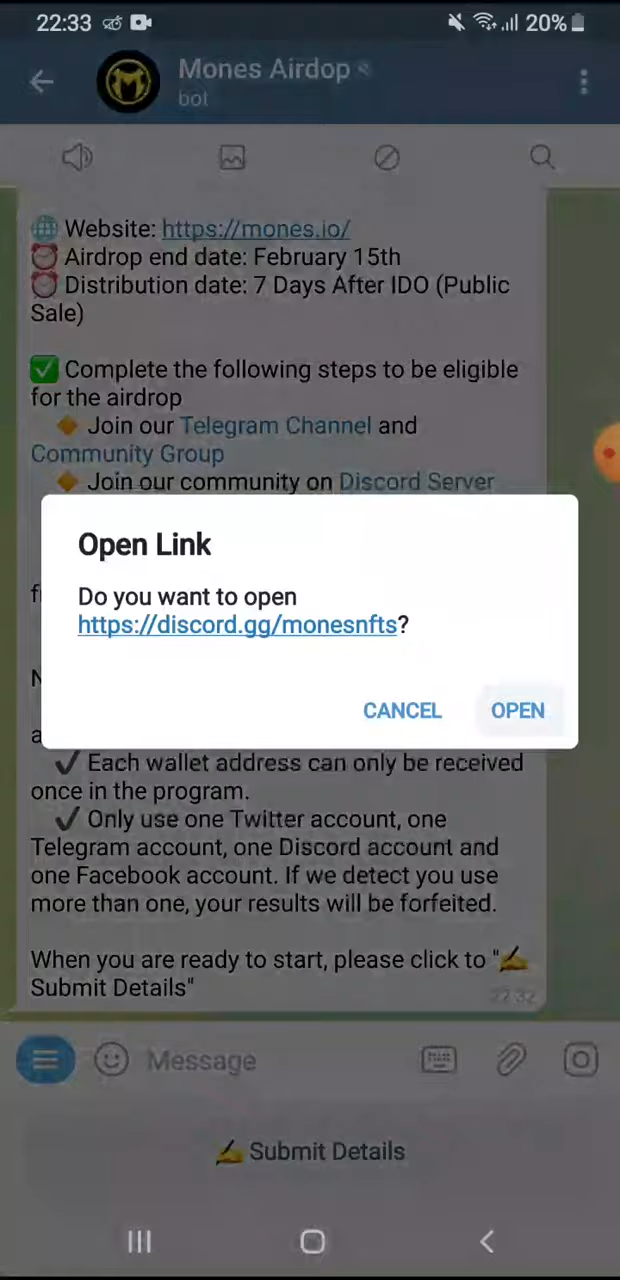 22:33
20%
Mones Airdop
bot
🌐 Website: https://mones.io/
⏰ Airdrop end date: February 15th
⏰ Distribution date: 7 Days After IDO (Public
Sale)
✅ Complete the following steps to be eligible
for the airdrop
🔸 Join our Telegram Channel and
Community Group
🔸 Join our community on Discord Server
Open Link
Do you want to open
https://discord.gg/monesnfts?
CANCEL
OPEN
✔ Each wallet address can only be received
once in the program.
✔ Only use one Twitter account, one
Telegram account, one Discord account and
one Facebook account. If we detect you use
more than one, your results will be forfeited.
When you are ready to start, please click to "✍
Submit Details"
22:32
Message
✍ Submit Details